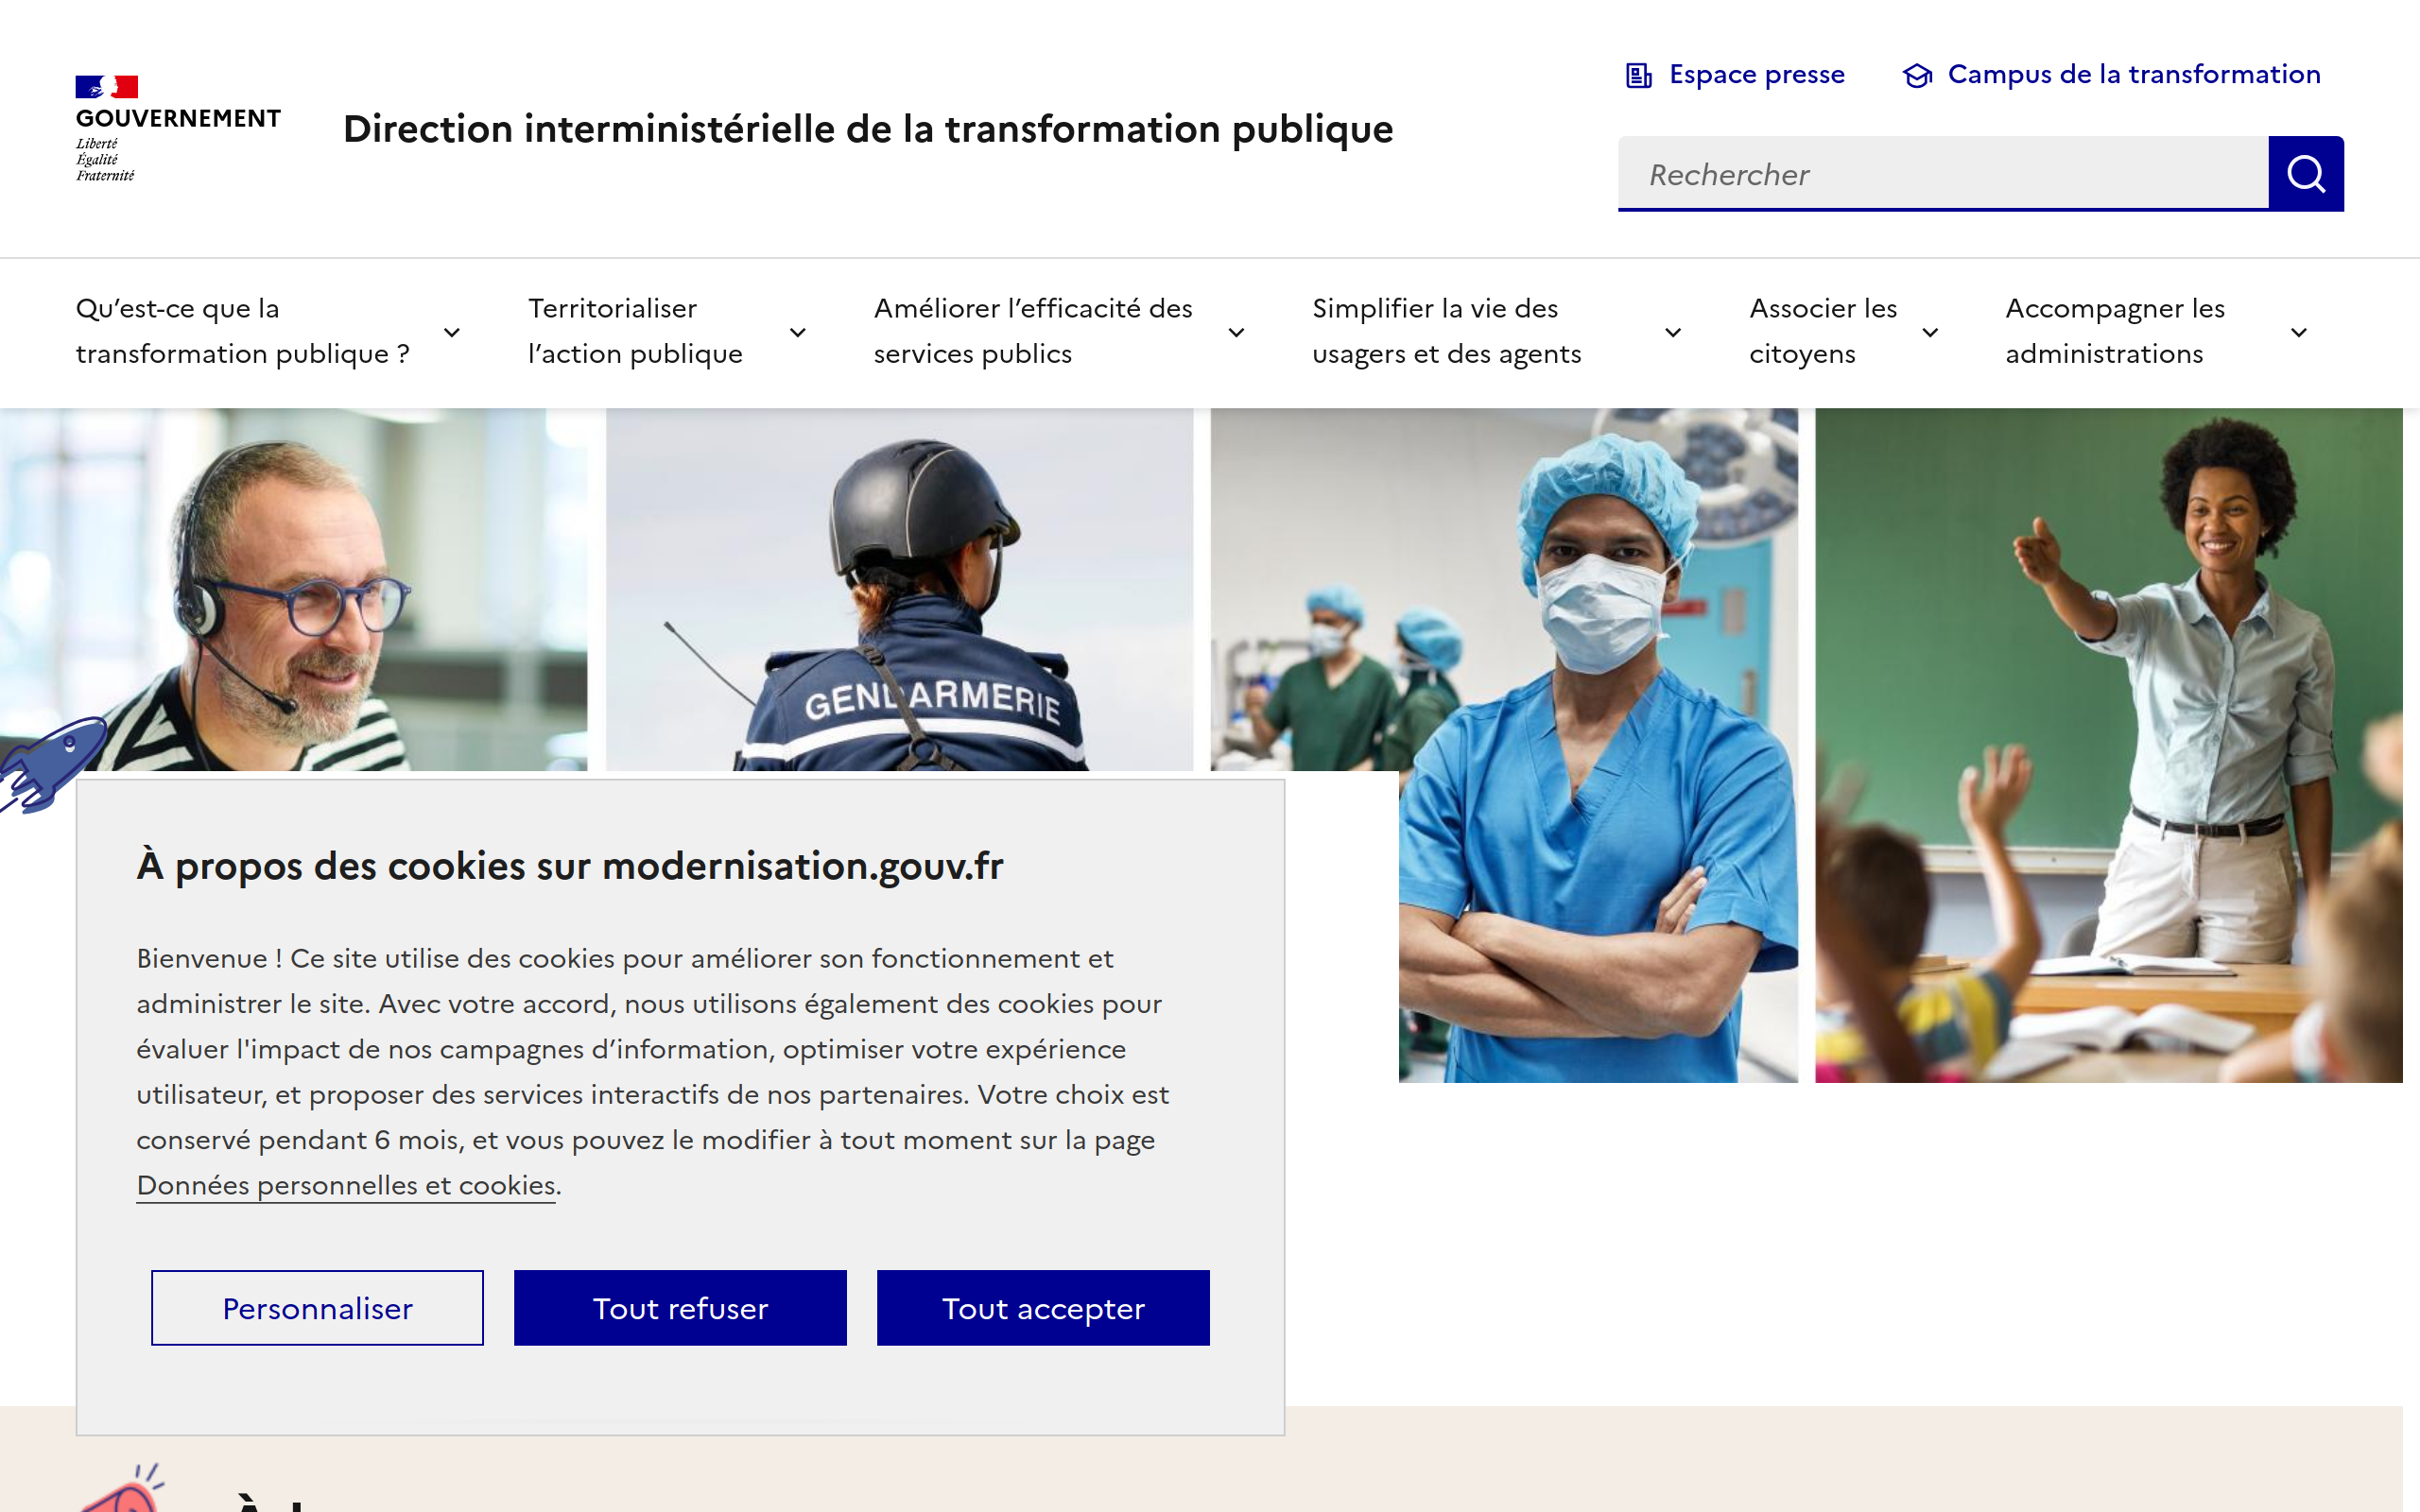 GOUVERNEMENT
Liberté
Égalité
Fraternité
Direction interministérielle de la transformation publique
Espace presse
Campus de la transformation
Rechercher
Qu’est-ce que la
transformation publique ?
Territorialiser
l’action publique
Améliorer l’efficacité des
services publics
Simplifier la vie des
usagers et des agents
Associer les
citoyens
Accompagner les
administrations
GENDARMERIE
À propos des cookies sur modernisation.gouv.fr
Bienvenue ! Ce site utilise des cookies pour améliorer son fonctionnement et
administrer le site. Avec votre accord, nous utilisons également des cookies pour
évaluer l'impact de nos campagnes d’information, optimiser votre expérience
utilisateur, et proposer des services interactifs de nos partenaires. Votre choix est
conservé pendant 6 mois, et vous pouvez le modifier à tout moment sur la page
Données personnelles et cookies.
Personnaliser
Tout refuser
Tout accepter